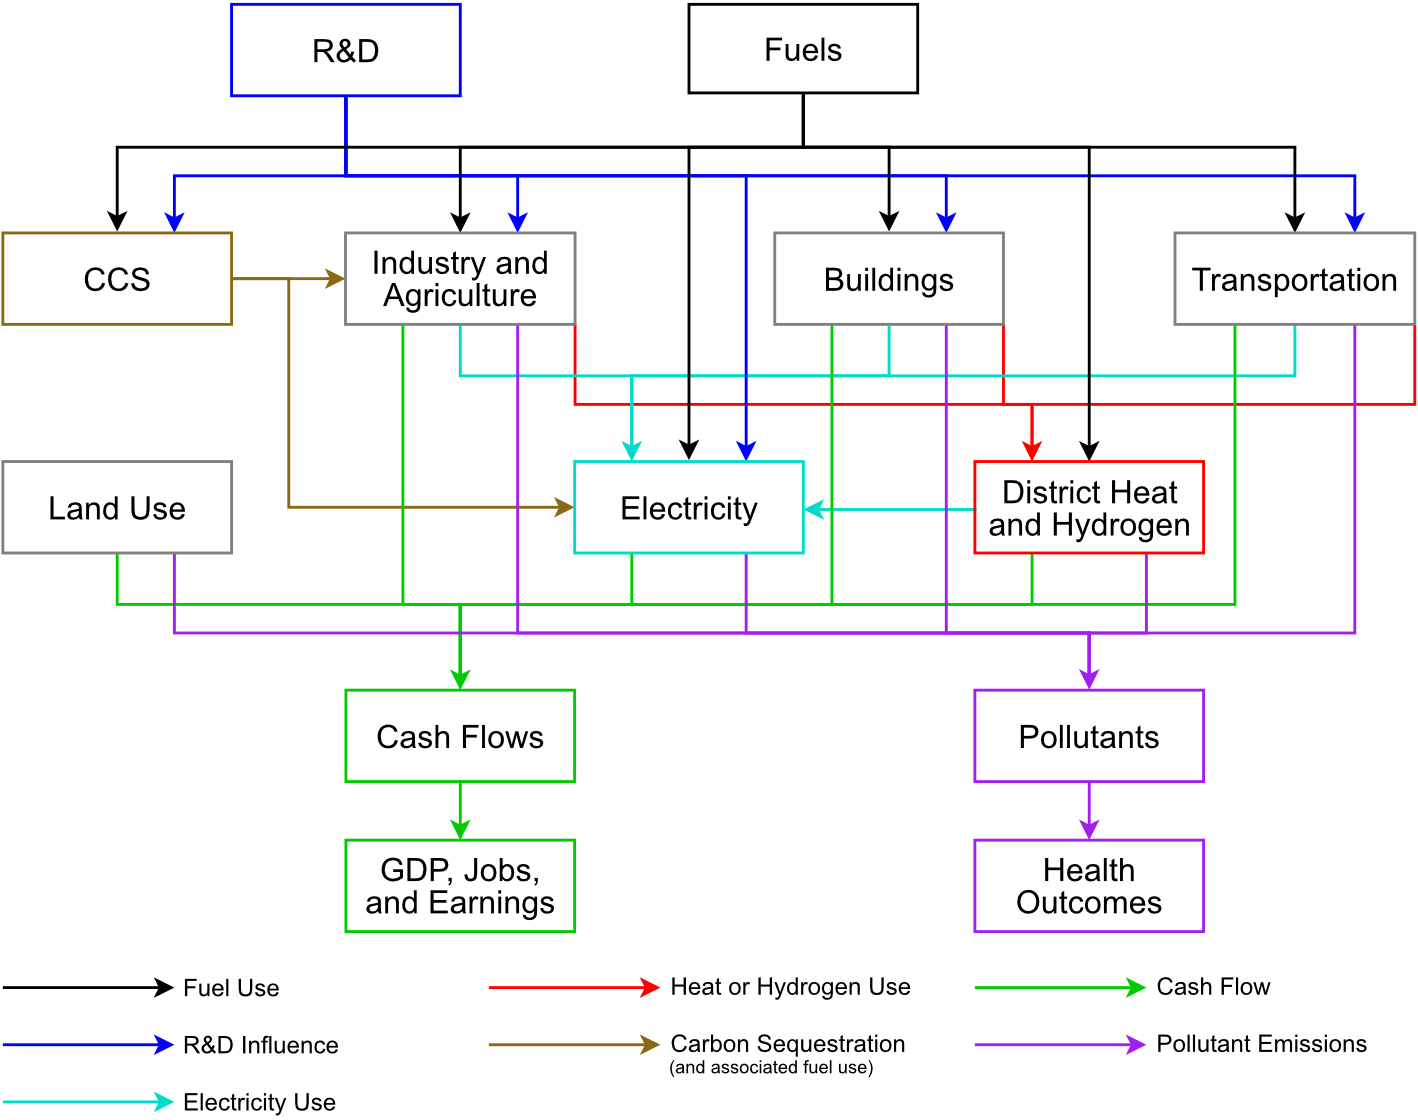 R&D
Fuels
CCS
Industry and
Agriculture
Buildings
Transportation
Land Use
Electricity
District Heat
and Hydrogen
Cash Flows
Pollutants
GDP, Jobs,
and Earnings
Health
Outcomes
Fuel Use
Heat or Hydrogen Use
Cash Flow
R&D Influence
Carbon Sequestration
(and associated fuel use)
Pollutant Emissions
Electricity Use